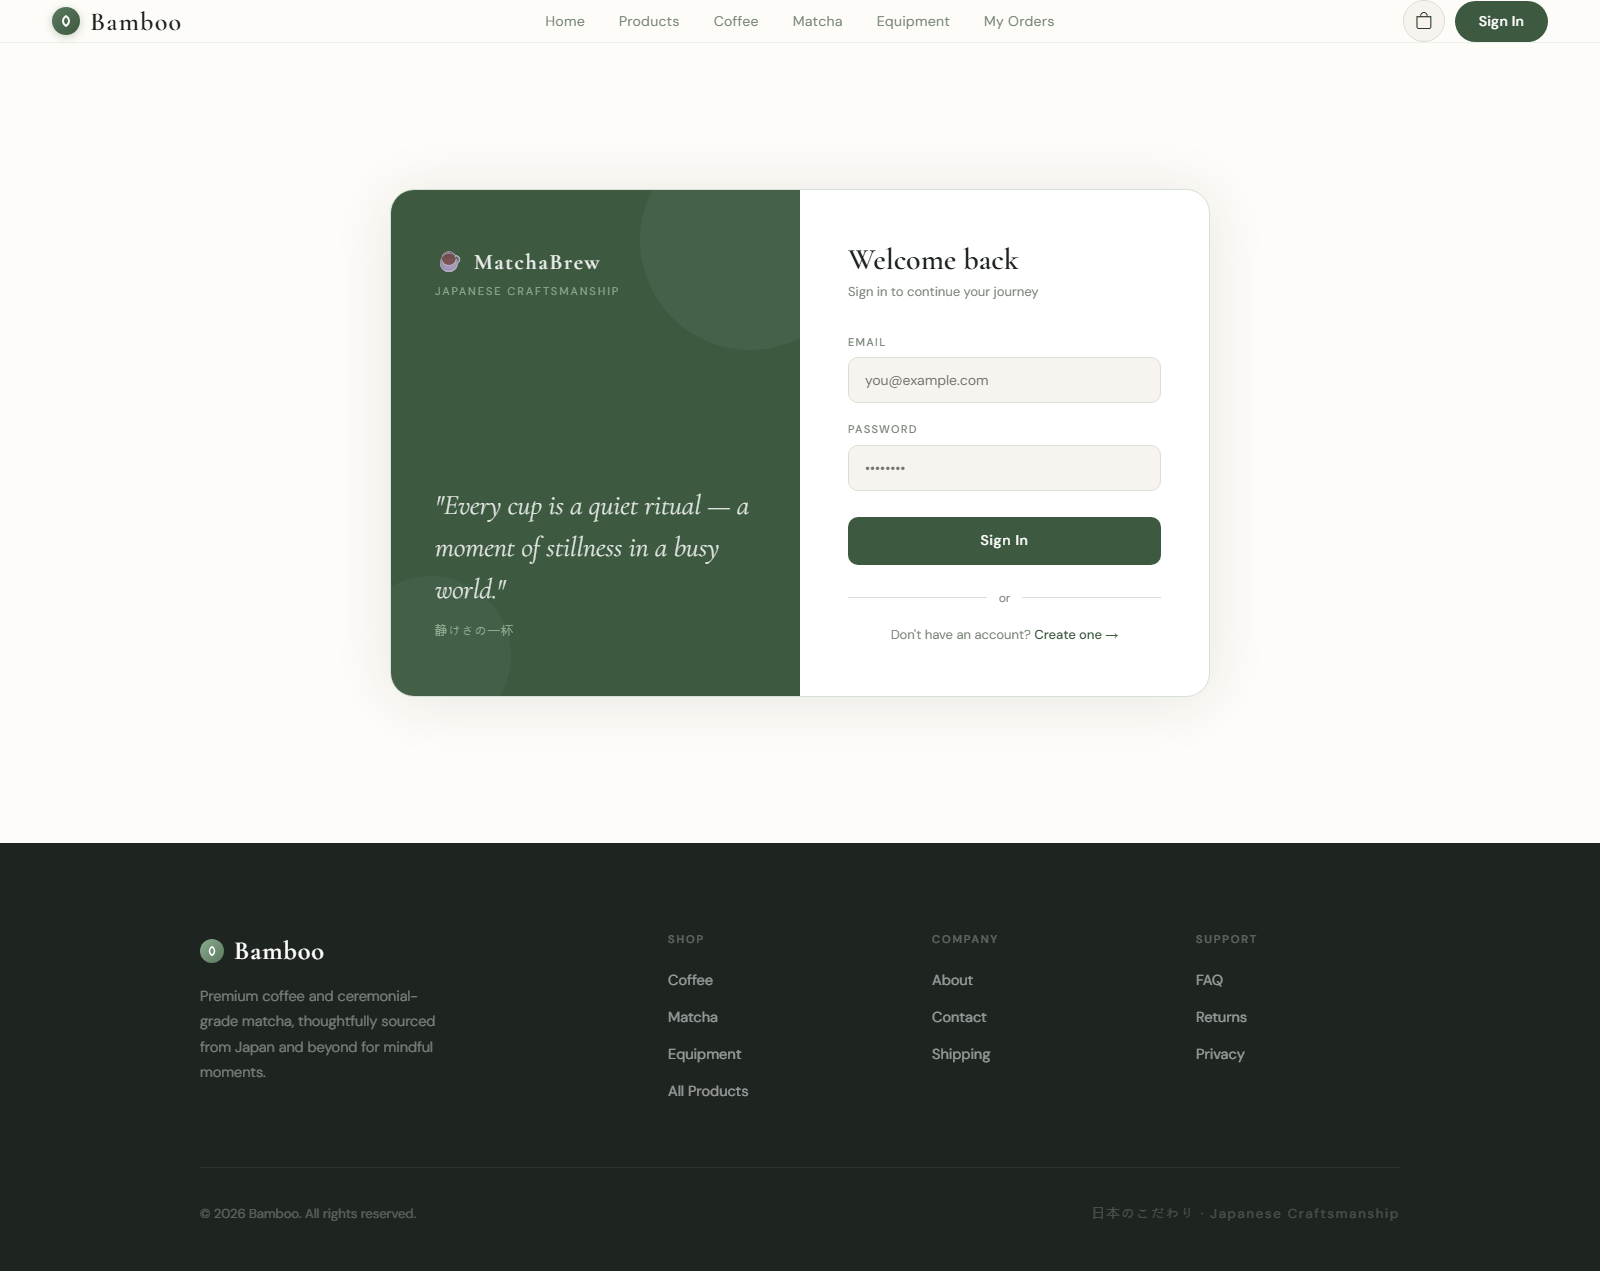 Bamboo
Home Products Coffee Matcha Equipment My Orders
Sign In
MatchaBrew
JAPANESE CRAFTSMANSHIP
"Every cup is a quiet ritual — a
moment of stillness in a busy
world."
静けさの一杯
Welcome back
Sign in to continue your journey
EMAIL
you@example.com
PASSWORD
••••••••
Sign In
or
Don't have an account? Create one →
Bamboo
Premium coffee and ceremonial-
grade matcha, thoughtfully sourced
from Japan and beyond for mindful
moments.
SHOP
Coffee
Matcha
Equipment
All Products
COMPANY
About
Contact
Shipping
SUPPORT
FAQ
Returns
Privacy
© 2026 Bamboo. All rights reserved.
日本のこだわり · Japanese Craftsmanship